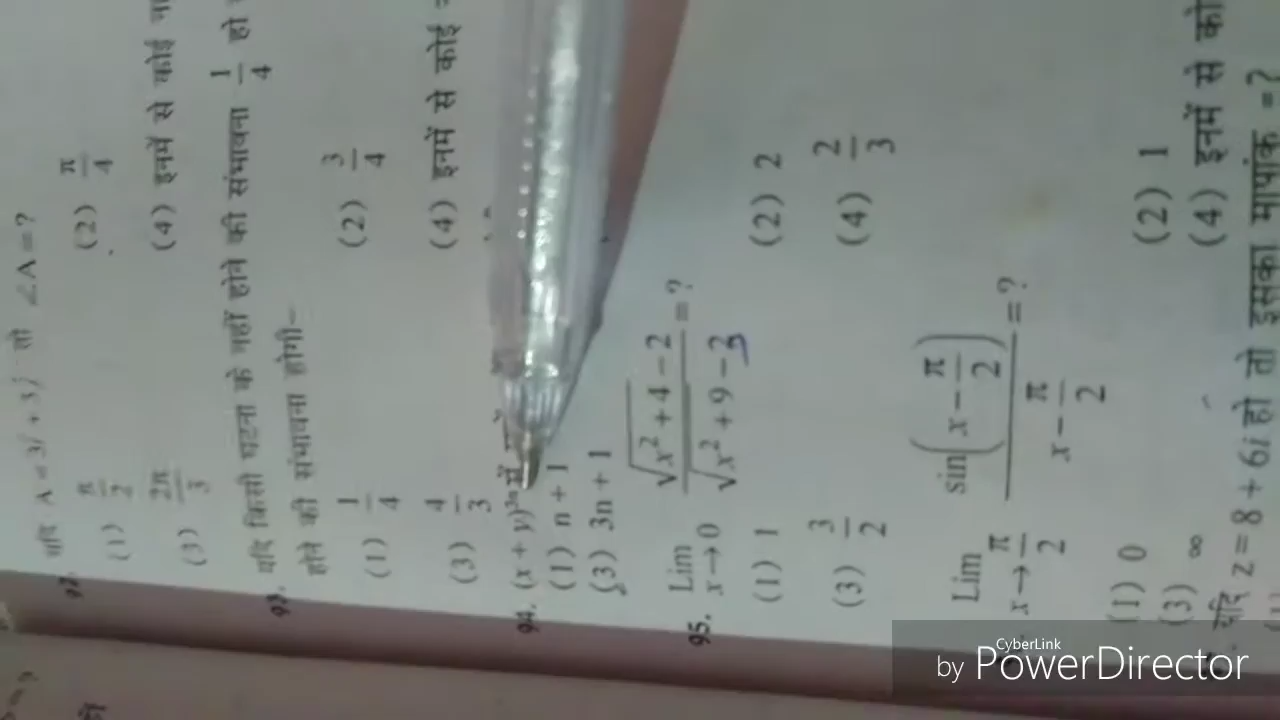 92. यदि A = 3i + 3j तो ∠A = ?
(1) π/2 (2) π/4
(3) 2π/3 (4) इनमें से कोई
93. यदि किसी घटना के नहीं होने की संभावना 1/4 हो
होने की संभावना होगी–
(1) 1/4 (2) 3/4
(3) 4/3 (4) इनमें से कोई
94. (x + y)³ⁿ में
(1) n + 1
(3) 3n + 1
95. Lim x→0 (√x² + 4 − 2)/(√x² + 9 − 3) = ?
(1) 1 (2) 2
(3) 3/2 (4) 2/3
Lim x→π/2 sin(x − π/2)/(x − π/2) = ?
(1) 0 (2) 1
(3) ∞ (4) इनमें से को
यदि z = 8 + 6i हो तो इसका मापांक = ?
CyberLink
by PowerDirector